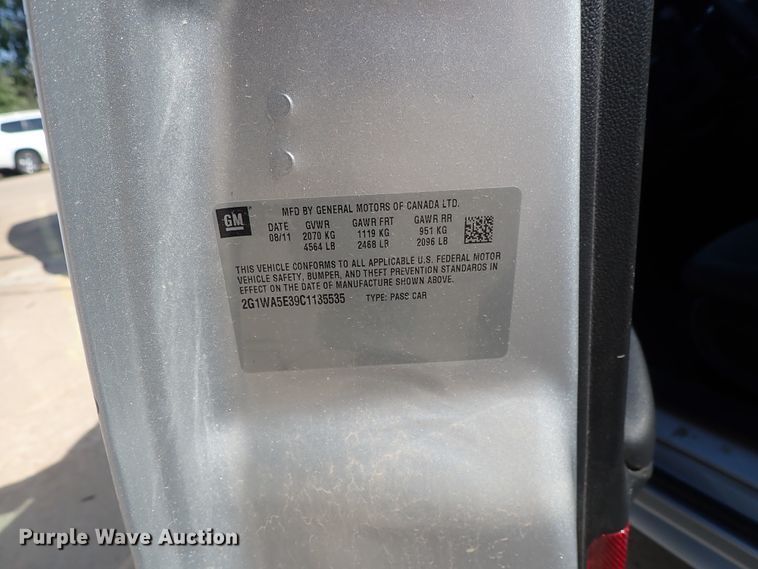 GM
MFD BY GENERAL MOTORS OF CANADA LTD.
DATE GVWR GAWR FRT GAWR RR
08/11 2070 KG 1119 KG 951 KG
4564 LB 2468 LB 2096 LB
THIS VEHICLE CONFORMS TO ALL APPLICABLE U.S. FEDERAL MOTOR
VEHICLE SAFETY, BUMPER, AND THEFT PREVENTION STANDARDS IN
EFFECT ON THE DATE OF MANUFACTURE SHOWN ABOVE.
2G1WA5E39C1135535 TYPE: PASS CAR
Purple Wave Auction®